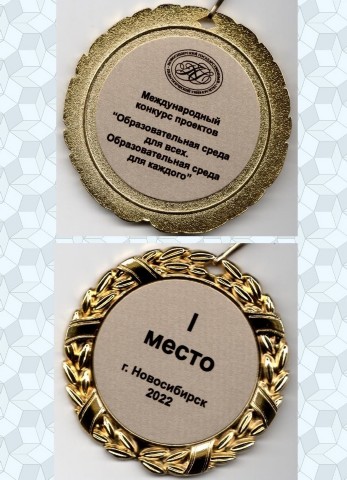 Международный
конкурс проектов
"Образовательная среда
для всех.
Образовательная среда
для каждого"
I
место
г. Новосибирск
2022